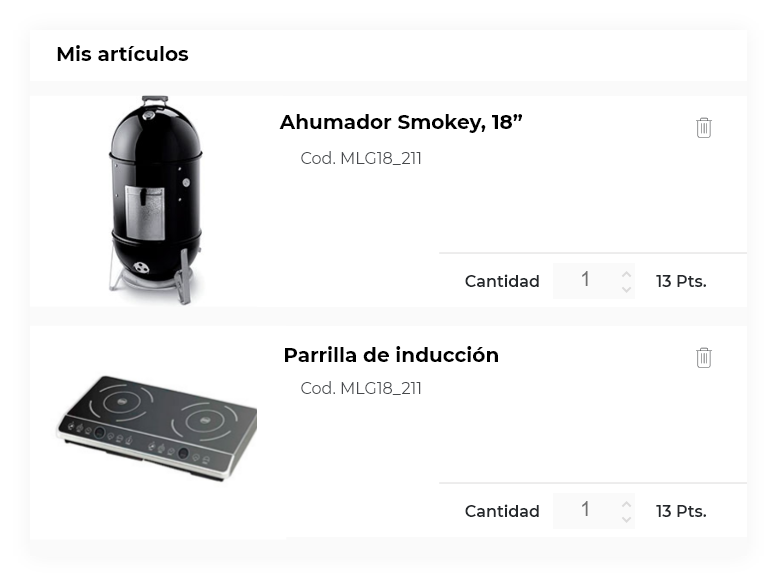 Mis artículos
Ahumador Smokey, 18”
Cod. MLG18_211
Cantidad 1 13 Pts.
Parrilla de inducción
Cod. MLG18_211
Cantidad 1 13 Pts.